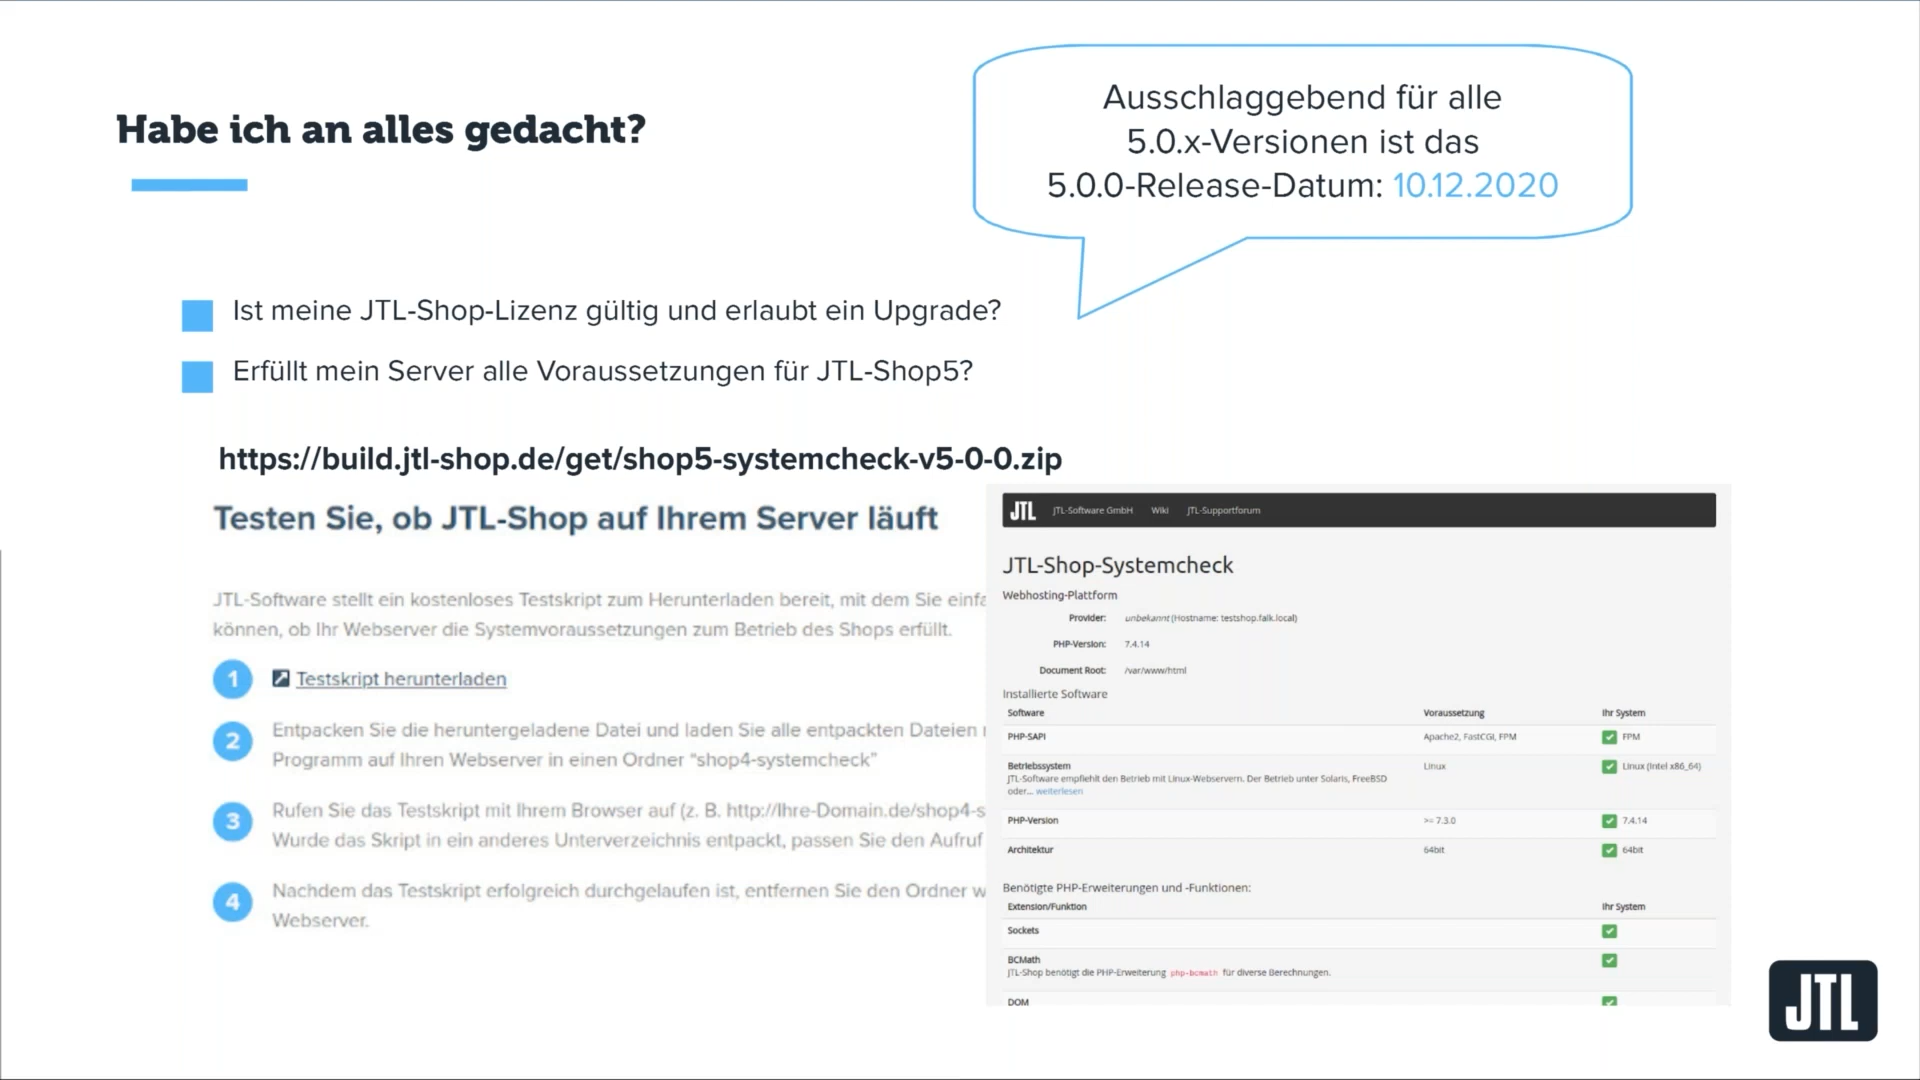 Habe ich an alles gedacht?
Ausschlaggebend für alle
5.0.x-Versionen ist das
5.0.0-Release-Datum: 10.12.2020
Ist meine JTL-Shop-Lizenz gültig und erlaubt ein Upgrade?
Erfüllt mein Server alle Voraussetzungen für JTL-Shop5?
https://build.jtl-shop.de/get/shop5-systemcheck-v5-0-0.zip
Testen Sie, ob JTL-Shop auf Ihrem Server läuft
JTL-Software stellt ein kostenloses Testskript zum Herunterladen bereit, mit dem Sie einfa
können, ob Ihr Webserver die Systemvoraussetzungen zum Betrieb des Shops erfüllt.
1 Testskript herunterladen
2 Entpacken Sie die heruntergeladene Datei und laden Sie alle entpackten Dateien
Programm auf Ihren Webserver in einen Ordner "shop4-systemcheck"
3 Rufen Sie das Testskript mit Ihrem Browser auf (z. B. http://Ihre-Domain.de/shop4-s
Wurde das Skript in ein anderes Unterverzeichnis entpackt, passen Sie den Aufruf
4 Nachdem das Testskript erfolgreich durchgelaufen ist, entfernen Sie den Ordner w
Webserver.
JTL JTL-Software GmbH Wiki JTL-Supportforum
JTL-Shop-Systemcheck
Webhosting-Plattform
Provider: unbekannt (Hostname: testshop.falk.local)
PHP-Version: 7.4.14
Document Root: /var/www/html
Installierte Software
Software Voraussetzung Ihr System
PHP-SAPI Apache2, FastCGI, FPM FPM
Betriebssystem Linux Linux (Intel x86_64)
JTL-Software empfiehlt den Betrieb mit Linux-Webservern. Der Betrieb unter Solaris, FreeBSD
oder... weiterlesen
PHP-Version >= 7.3.0 7.4.14
Architektur 64bit 64bit
Benötigte PHP-Erweiterungen und -Funktionen:
Extension/Funktion Ihr System
Sockets
BCMath
JTL-Shop benötigt die PHP-Erweiterung php-bcmath für diverse Berechnungen.
DOM
JTL